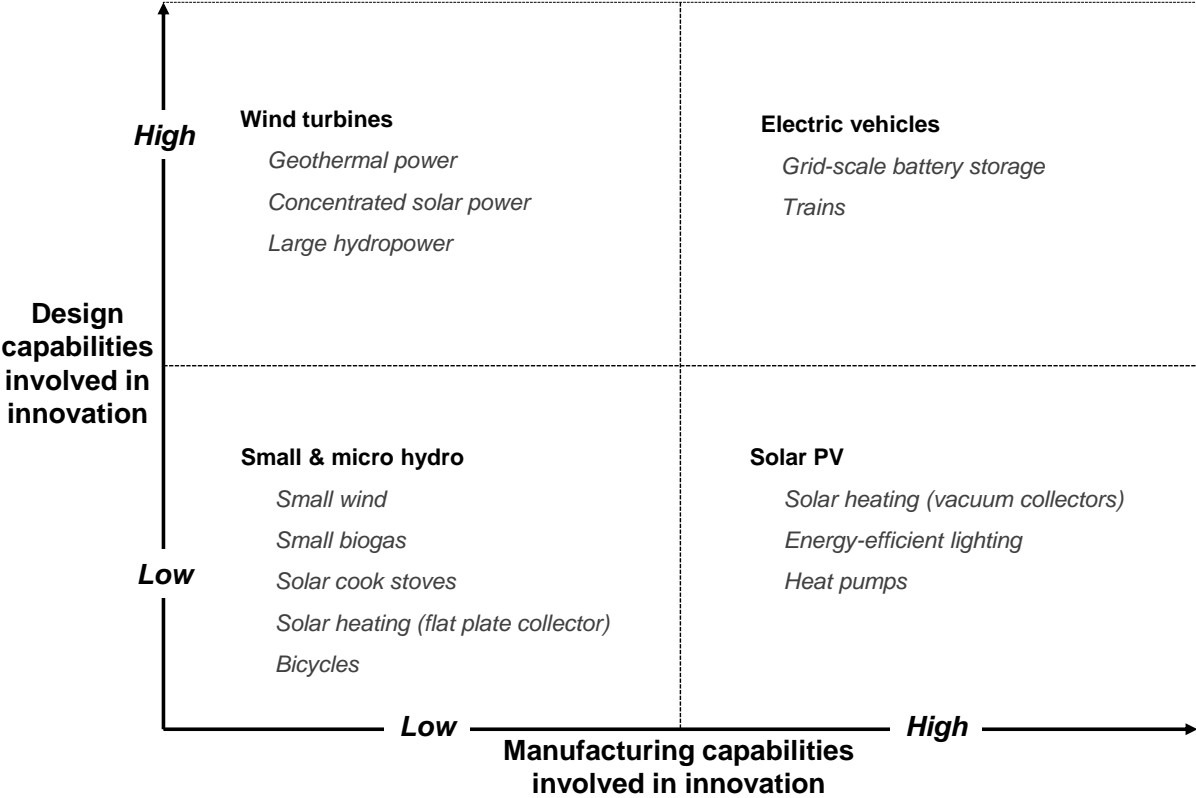 High
Wind turbines
Geothermal power
Concentrated solar power
Large hydropower
Electric vehicles
Grid-scale battery storage
Trains
Design
capabilities
involved in
innovation
Low
Small & micro hydro
Small wind
Small biogas
Solar cook stoves
Solar heating (flat plate collector)
Bicycles
Solar PV
Solar heating (vacuum collectors)
Energy-efficient lighting
Heat pumps
Low
High
Manufacturing capabilities
involved in innovation